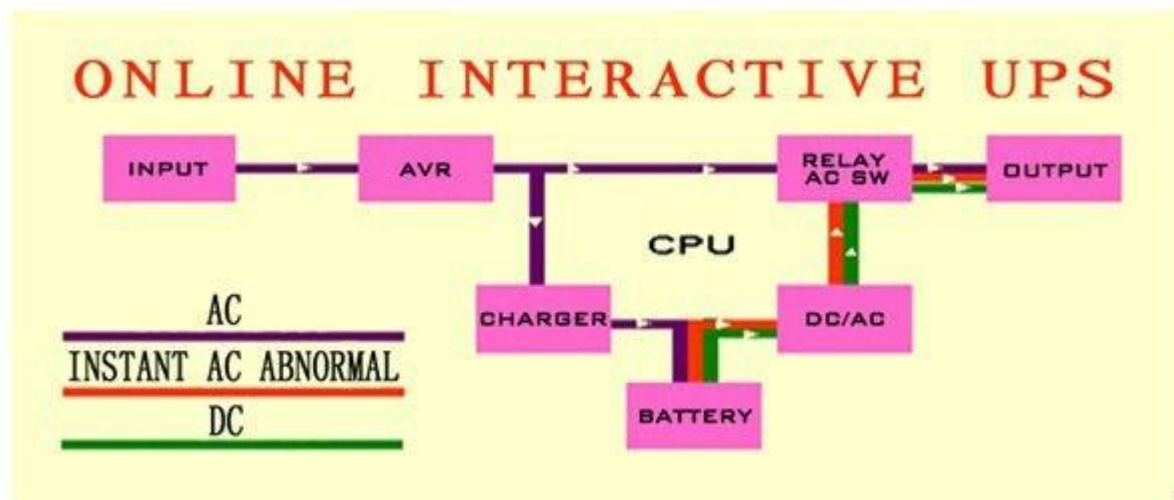 ONLINE INTERACTIVE UPS
INPUT
AVR
RELAY
AC SW
OUTPUT
CPU
CHARGER
DC/AC
BATTERY
AC
INSTANT AC ABNORMAL
DC